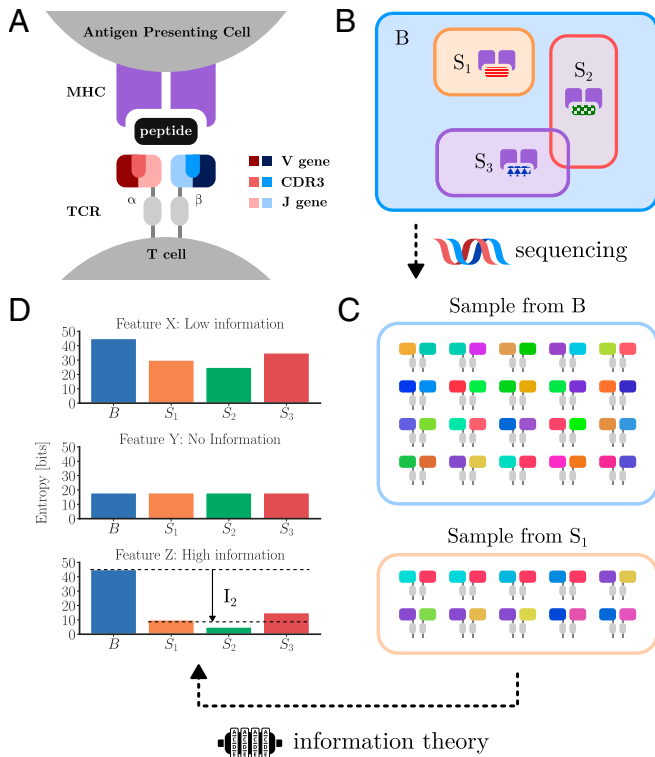 A
Antigen Presenting Cell
MHC
peptide
α
β
V gene
CDR3
J gene
TCR
T cell
B
B
S₁
S₂
S₃
sequencing
C
Sample from B
Sample from S₁
D
Entropy [bits]
Feature X: Low information
50
40
30
20
10
0
B S₁ S₂ S₃
Feature Y: No Information
50
40
30
20
10
0
B S₁ S₂ S₃
Feature Z: High information
50
40
30
20
10
0
I₂
B S₁ S₂ S₃
information theory